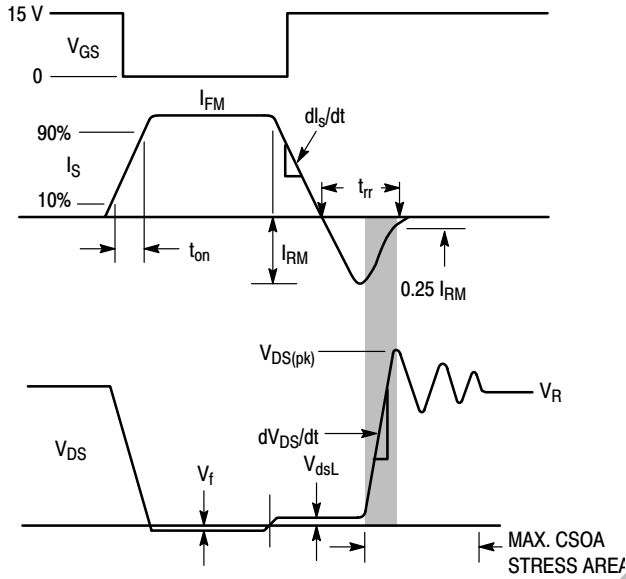 15 V
V_GS
0
I_FM
90%
dI_s/dt
I_S
t_rr
10%
t_on
I_RM
0.25 I_RM
V_DS(pk)
V_R
V_DS
dV_DS/dt
V_f
V_dsL
MAX. CSOA
STRESS AREA